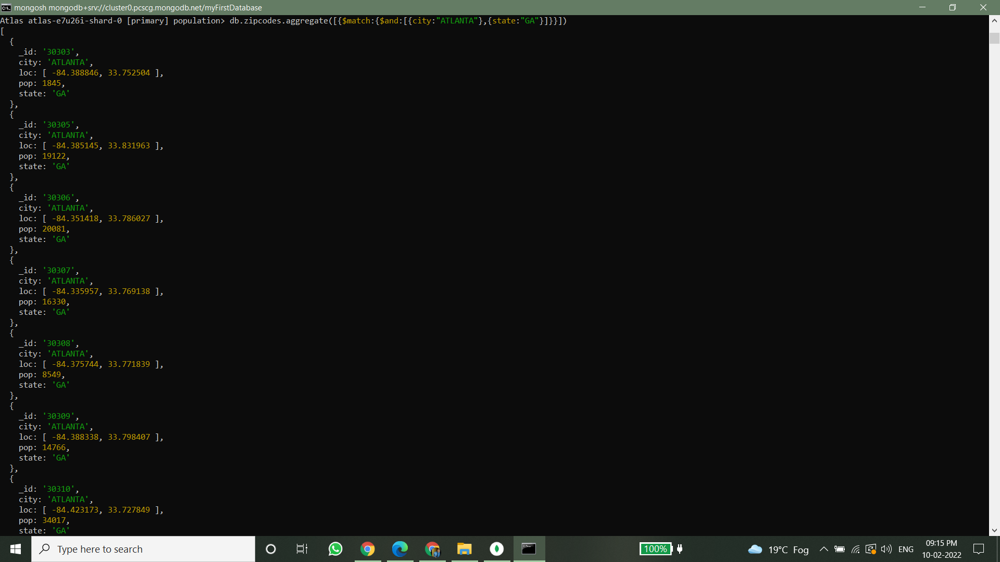 mongosh mongodb+srv://cluster0.pcscg.mongodb.net/myFirstDatabase
Atlas atlas-e7u26i-shard-0 [primary] population> db.zipcodes.aggregate([{$match:{$and:[{city:"ATLANTA"},{state:"GA"}]}}])
[
  {
    _id: '30303',
    city: 'ATLANTA',
    loc: [ -84.388846, 33.752504 ],
    pop: 1845,
    state: 'GA'
  },
  {
    _id: '30305',
    city: 'ATLANTA',
    loc: [ -84.385145, 33.831963 ],
    pop: 19122,
    state: 'GA'
  },
  {
    _id: '30306',
    city: 'ATLANTA',
    loc: [ -84.351418, 33.786027 ],
    pop: 20081,
    state: 'GA'
  },
  {
    _id: '30307',
    city: 'ATLANTA',
    loc: [ -84.335957, 33.769138 ],
    pop: 16330,
    state: 'GA'
  },
  {
    _id: '30308',
    city: 'ATLANTA',
    loc: [ -84.375744, 33.771839 ],
    pop: 8549,
    state: 'GA'
  },
  {
    _id: '30309',
    city: 'ATLANTA',
    loc: [ -84.388338, 33.798407 ],
    pop: 14766,
    state: 'GA'
  },
  {
    _id: '30310',
    city: 'ATLANTA',
    loc: [ -84.423173, 33.727849 ],
    pop: 34017,
    state: 'GA'
Type here to search
100%
19°C Fog
ENG
09:15 PM
10-02-2022